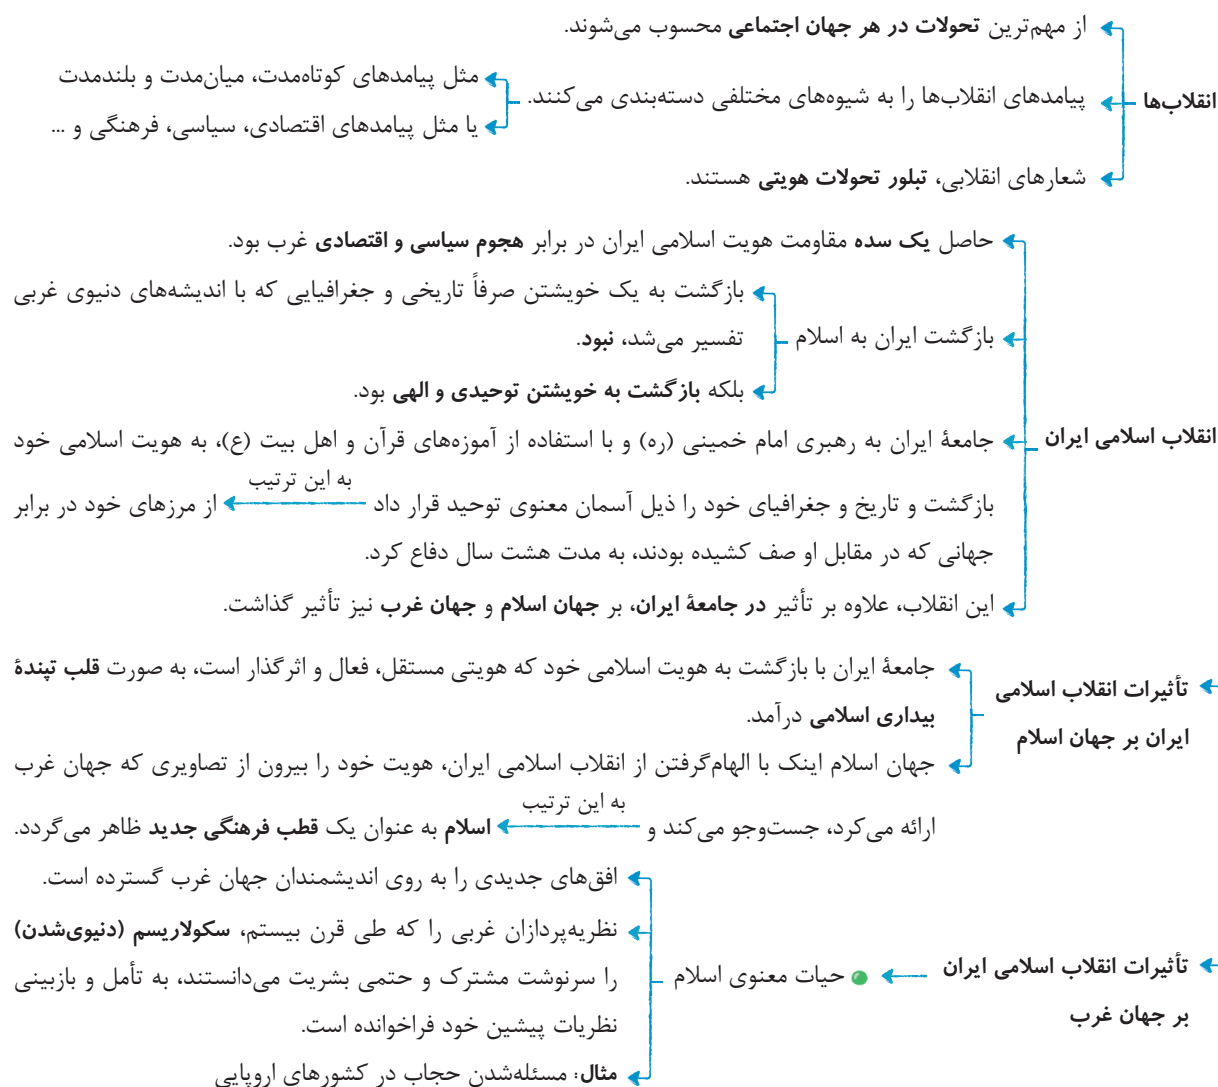 از مهم‌ترین تحولات در هر جهان اجتماعی محسوب می‌شوند.
انقلاب‌ها
پیامدهای انقلاب‌ها را به شیوه‌های مختلفی دسته‌بندی می‌کنند.
مثل پیامدهای کوتاه‌مدت، میان‌مدت و بلندمدت
یا مثل پیامدهای اقتصادی، سیاسی، فرهنگی و ...
شعارهای انقلابی، تبلور تحولات هویتی هستند.
حاصل یک سده مقاومت هویت اسلامی ایران در برابر هجوم سیاسی و اقتصادی غرب بود.
بازگشت ایران به اسلام
بازگشت به یک خویشتن صرفاً تاریخی و جغرافیایی که با اندیشه‌های دنیوی غربی
تفسیر می‌شد، نبود.
بلکه بازگشت به خویشتن توحیدی و الهی بود.
انقلاب اسلامی ایران
جامعهٔ ایران به رهبری امام خمینی (ره) و با استفاده از آموزه‌های قرآن و اهل بیت (ع)، به هویت اسلامی خود
بازگشت و تاریخ و جغرافیای خود را ذیل آسمان معنوی توحید قرار داد به این ترتیب از مرزهای خود در برابر
جهانی که در مقابل او صف کشیده بودند، به مدت هشت سال دفاع کرد.
این انقلاب، علاوه بر تأثیر در جامعهٔ ایران، بر جهان اسلام و جهان غرب نیز تأثیر گذاشت.
تأثیرات انقلاب اسلامی
ایران بر جهان اسلام
جامعهٔ ایران با بازگشت به هویت اسلامی خود که هویتی مستقل، فعال و اثرگذار است، به صورت قلب تپندهٔ
بیداری اسلامی درآمد.
جهان اسلام اینک با الهام‌گرفتن از انقلاب اسلامی ایران، هویت خود را بیرون از تصاویری که جهان غرب
ارائه می‌کرد، جست‌وجو می‌کند و به این ترتیب اسلام به عنوان یک قطب فرهنگی جدید ظاهر می‌گردد.
تأثیرات انقلاب اسلامی ایران
بر جهان غرب
حیات معنوی اسلام
افق‌های جدیدی را به روی اندیشمندان جهان غرب گسترده است.
نظریه‌پردازان غربی را که طی قرن بیستم، سکولاریسم (دنیوی‌شدن)
را سرنوشت مشترک و حتمی بشریت می‌دانستند، به تأمل و بازبینی
نظریات پیشین خود فراخوانده است.
مثال: مسئله‌شدن حجاب در کشورهای اروپایی